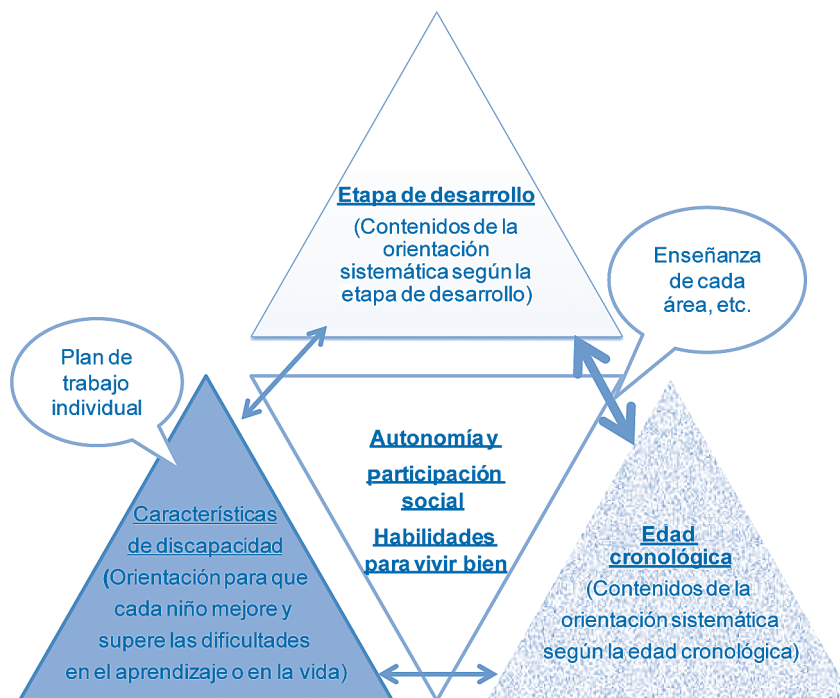 Etapa de desarrollo
(Contenidos de la
orientación
sistemática según la
etapa de desarrollo)
Enseñanza
de cada
área, etc.
Plan de
trabajo
individual
Autonomía y
participación
social
Habilidades
para vivir bien
Características
de discapacidad
(Orientación para que
cada niño mejore y
supere las dificultades
en el aprendizaje o en la vida)
Edad
cronológica
(Contenidos de la
orientación sistemática
según la edad cronológica)